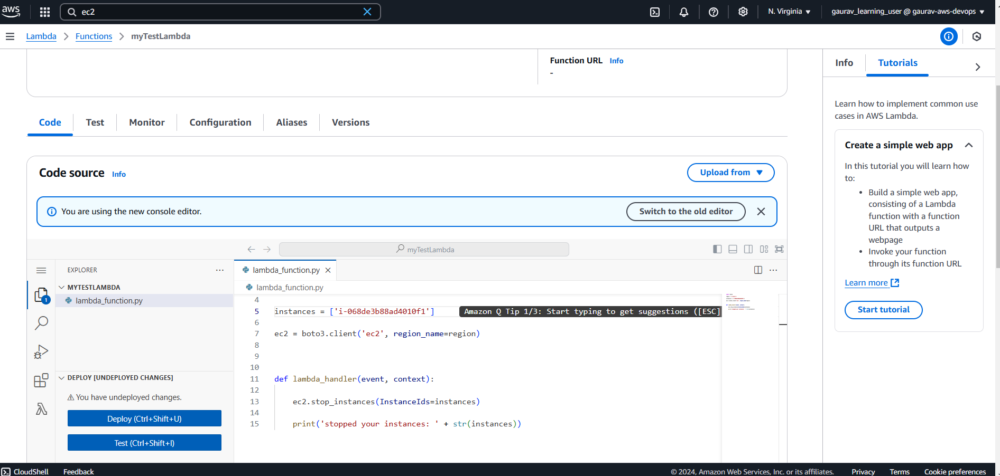 aws
ec2
N. Virginia
gaurav_learning_user @ gaurav-aws-devops
Lambda
Functions
myTestLambda
Function URL Info
-
Info
Tutorials
Learn how to implement common use
cases in AWS Lambda.
Create a simple web app
In this tutorial you will learn how
to:
• Build a simple web app,
consisting of a Lambda
function with a function
URL that outputs a
webpage
• Invoke your function
through its function URL
Learn more
Start tutorial
Code
Test
Monitor
Configuration
Aliases
Versions
Code source Info
Upload from
You are using the new console editor.
Switch to the old editor
myTestLambda
EXPLORER
MYTESTLAMBDA
lambda_function.py
1
DEPLOY [UNDEPLOYED CHANGES]
You have undeployed changes.
Deploy (Ctrl+Shift+U)
Test (Ctrl+Shift+I)
lambda_function.py
lambda_function.py
4
5 instances = ['i-068de3b88ad4010f1'] Amazon Q Tip 1/3: Start typing to get suggestions ([ESC]
6
7 ec2 = boto3.client('ec2', region_name=region)
8
9
10
11 def lambda_handler(event, context):
12
13 ec2.stop_instances(InstanceIds=instances)
14
15 print('stopped your instances: ' + str(instances))
CloudShell
Feedback
© 2024, Amazon Web Services, Inc. or its affiliates.
Privacy
Terms
Cookie preferences